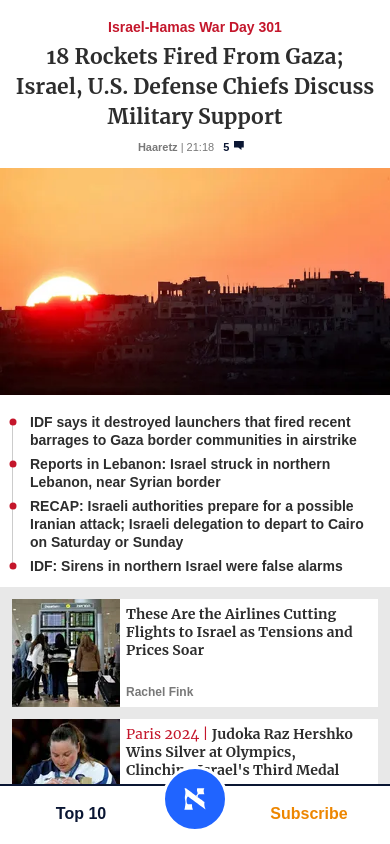 Israel-Hamas War Day 301
18 Rockets Fired From Gaza;
Israel, U.S. Defense Chiefs Discuss
Military Support
Haaretz | 21:18 5
IDF says it destroyed launchers that fired recent
barrages to Gaza border communities in airstrike
Reports in Lebanon: Israel struck in northern
Lebanon, near Syrian border
RECAP: Israeli authorities prepare for a possible
Iranian attack; Israeli delegation to depart to Cairo
on Saturday or Sunday
IDF: Sirens in northern Israel were false alarms
These Are the Airlines Cutting
Flights to Israel as Tensions and
Prices Soar
Rachel Fink
Paris 2024 | Judoka Raz Hershko
Wins Silver at Olympics,
Israel's Third Medal
Top 10
Subscribe